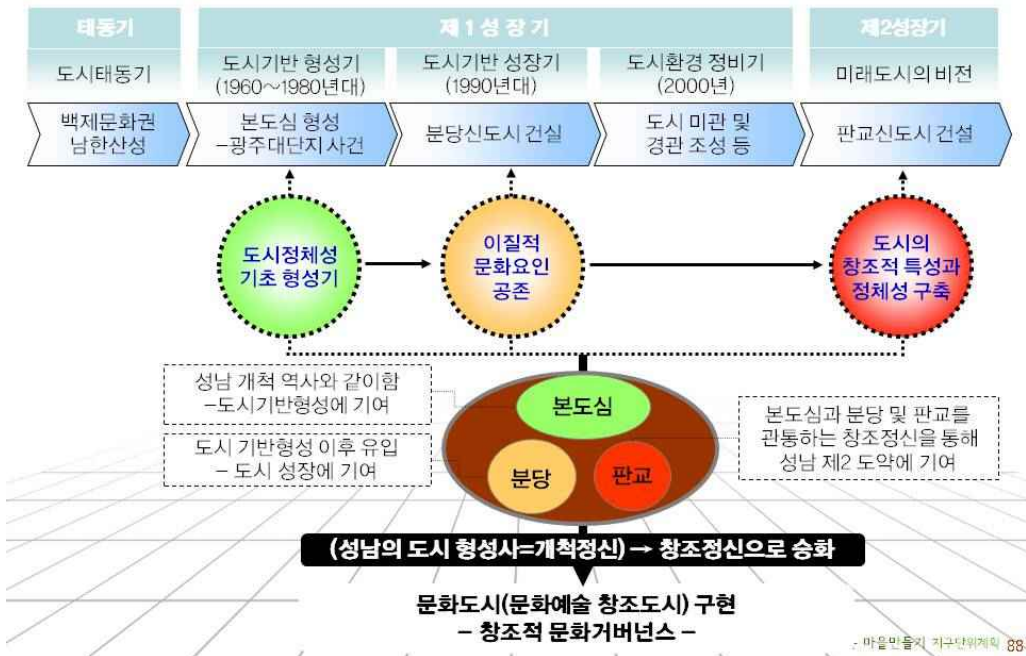 태동기
제 1 성 장 기
제2성장기
도시태동기
도시기반 형성기
(1960~1980년대)
도시기반 성장기
(1990년대)
도시환경 정비기
(2000년)
미래도시의 비전
백제문화권
남한산성
본도심 형성
-광주대단지 사건
분당신도시 건실
도시 미관 및
경관 조성 등
판교신도시 건설
도시정체성
기초 형성기
이질적
문화요인
공존
도시의
창조적 특성과
정체성 구축
성남 개척 역사와 같이함
-도시기반형성에 기여
도시 기반형성 이후 유입
- 도시 성장에 기여
본도심
분당
판교
본도심과 분당 및 판교를
관통하는 창조정신을 통해
성남 제2 도약에 기여
(성남의 도시 형성사=개척정신) → 창조정신으로 승화
문화도시(문화예술 창조도시) 구현
- 창조적 문화거버넌스 -
- 마을만들기 지구단위계획 88